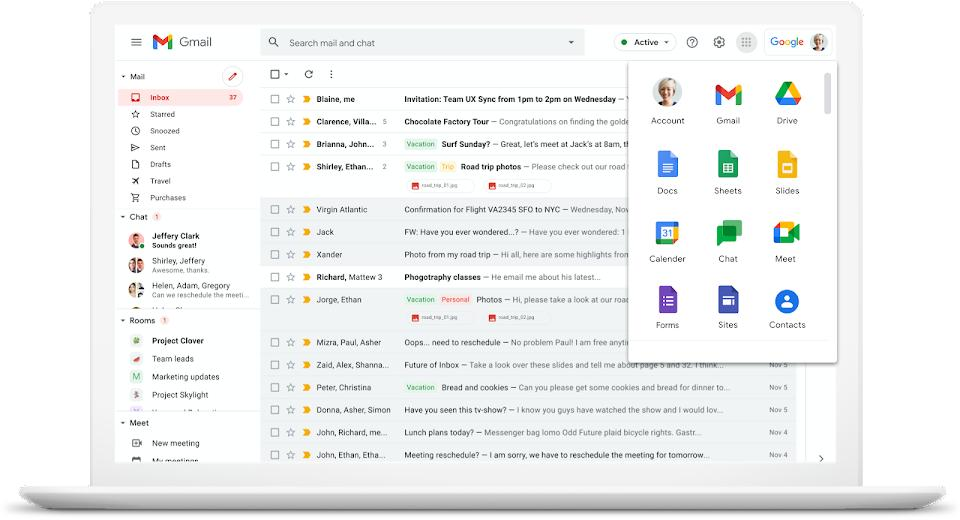 Gmail
Search mail and chat
Active
Google
Mail
Inbox 37
Starred
Snoozed
Sent
Drafts
Travel
Purchases
Chat 1
Jeffery Clark
Sounds great!
Shirley, Jeffery
Awesome, thanks.
Helen, Adam, Gregory
Can we reschedule the meeti...
Rooms 1
Project Clover
Team leads
M Marketing updates
Project Skylight
Meet
New meeting
My meetings
Blaine, me Invitation: Team UX Sync from 1pm to 2pm on Wednesday –
Clarence, Villa... 5 Chocolate Factory Tour – Congratulations on finding the golde
Brianna, John... 3 Vacation Surf Sunday? – Great, let's meet at Jack's at 8am, th
Shirley, Ethan... 2 Vacation Trip Road trip photos – Please check out our road
road_trip_01.jpg road_trip_02.jpg
Virgin Atlantic Confirmation for Flight VA2345 SFO to NYC – Wednesday, Nov
Jack FW: Have you ever wondered...? – Have you ever wondered: 1
Xander Photo from my road trip – Hi all, here are some highlights from
Richard, Matthew 3 Phogotraphy classes – He email me about his latest...
Jorge, Ethan Vacation Personal Photos – Hi, please take a look at our road
road_trip_01.jpg road_trip_02.jpg
Mizra, Paul, Asher Oops... need to reschedule – No problem Paul! I am free anytin
Zaid, Alex, Shanna... Future of Inbox – Take a look over these slides and tell me about page 5 and 32. I think... Nov 5
Peter, Christina Vacation Bread and cookies – Can you please get some cookies and bread for dinner to... Nov 5
Donna, Asher, Simon Have you seen this tv-show? – I know you guys have watched the show and I would lov... Nov 5
John, Richard, me... Lunch plans today? – Messenger bag lomo Odd Future plaid bicycle rights. Gastr... Nov 4
John, Ethan, Etha... Meeting reschedule? – I am sorry, we have to reschedule the meeting for tomorrow... Nov 4
Account Gmail Drive
Docs Sheets Slides
31
Calender Chat Meet
Forms Sites Contacts